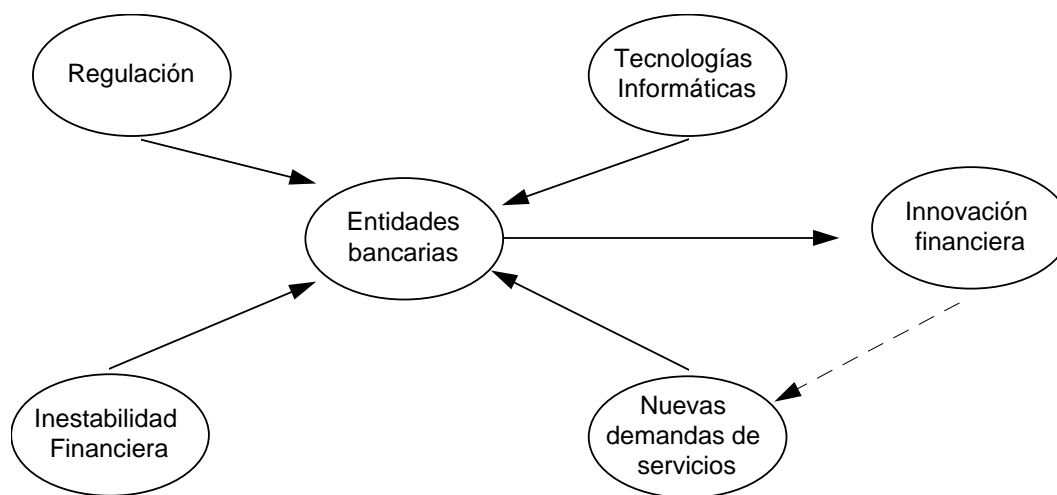 Regulación
Tecnologías
Informáticas
Entidades
bancarias
Innovación
financiera
Inestabilidad
Financiera
Nuevas
demandas de
servicios